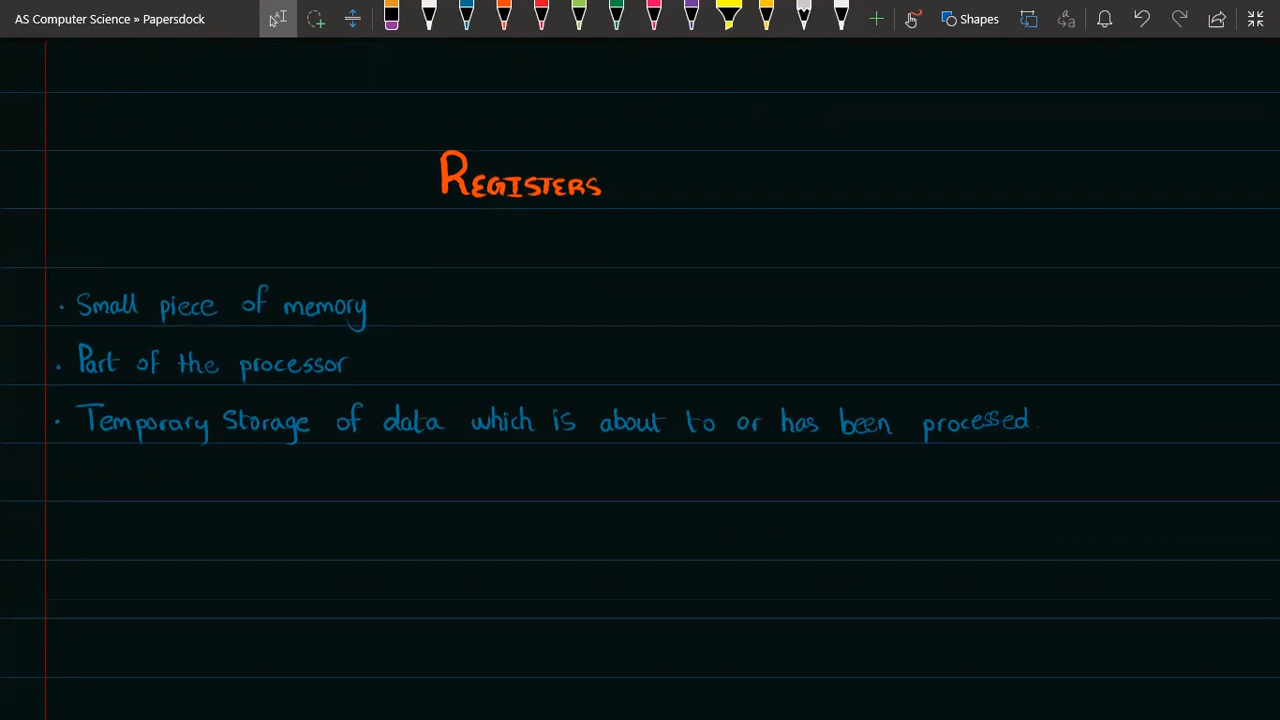 AS Computer Science » Papersdock
Shapes
REGISTERS
• Small piece of memory
• Part of the processor
• Temporary storage of data which is about to or has been processed.